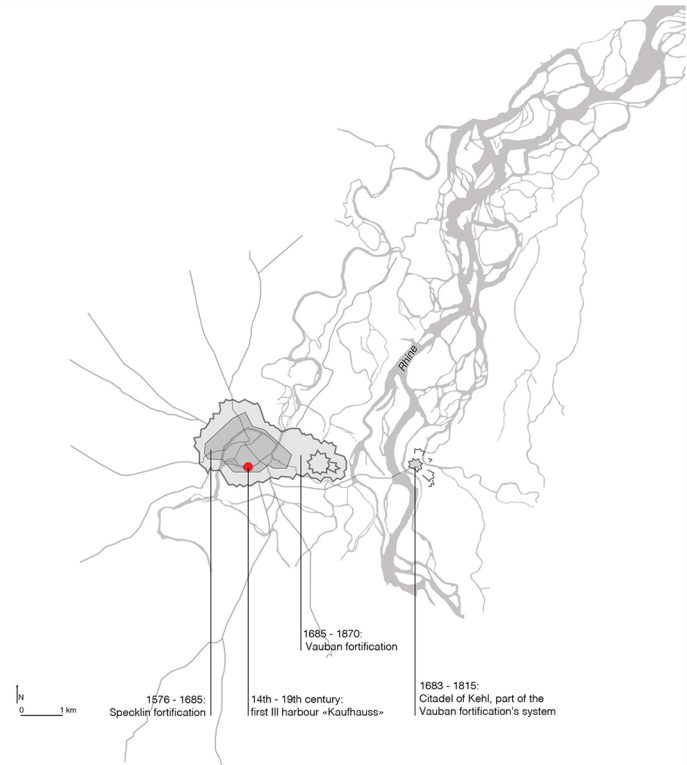 Rhine
1685 - 1870:
Vauban fortification
1683 - 1815:
Citadel of Kehl, part of the
Vauban fortification's system
1576 - 1685:
Specklin fortification
14th - 19th century:
first Ill harbour «Kaufhauss»
N
0 1 km